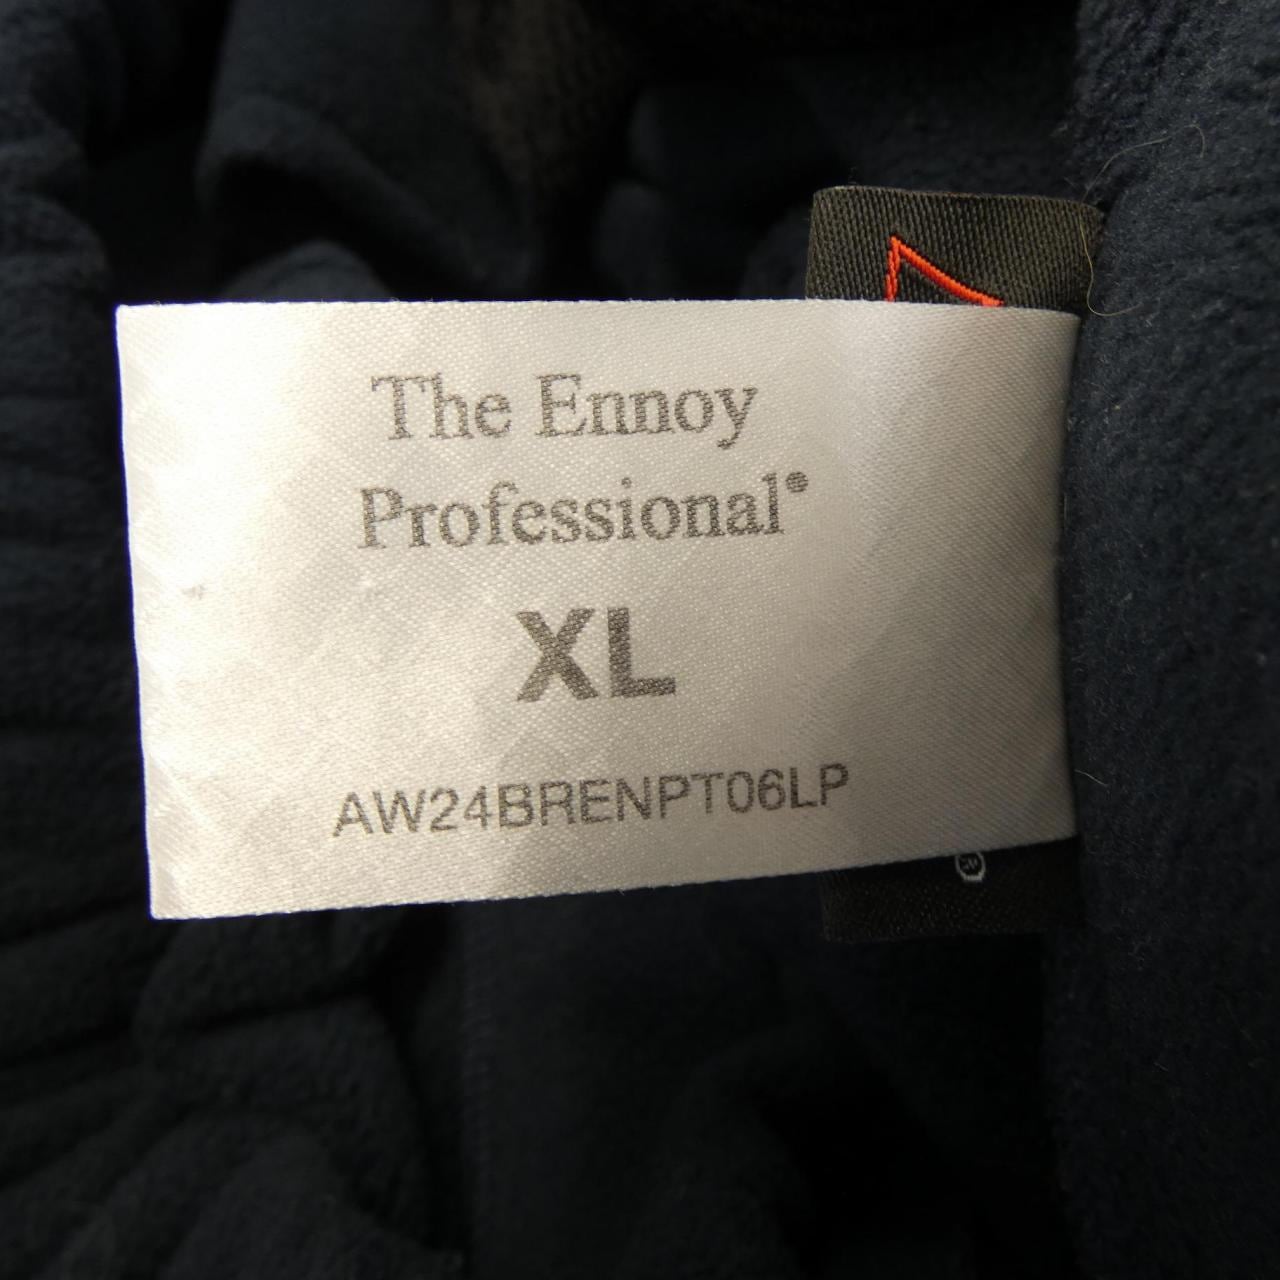 The Ennoy
Professional®
XL
AW24BRENPT06LP
®